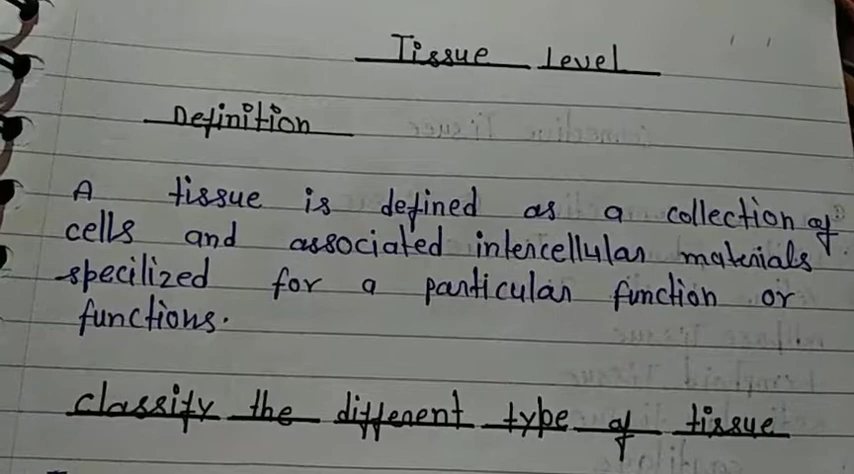 Tissue Level
Definition
A tissue is defined as a collection of
cells and associated intercellular materials
specilized for a particular function or
functions.
classify the different type of tissue